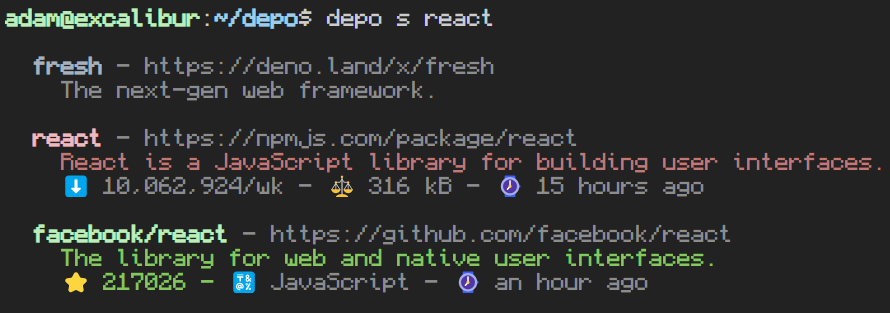 adam@excalibur:~/depo$ depo s react
fresh - https://deno.land/x/fresh
The next-gen web framework.
react - https://npmjs.com/package/react
React is a JavaScript library for building user interfaces.
⬇️ 10,062,924/wk - ⚖️ 316 kB - ⌚ 15 hours ago
facebook/react - https://github.com/facebook/react
The library for web and native user interfaces.
⭐ 217026 - 🔣 JavaScript - ⌚ an hour ago